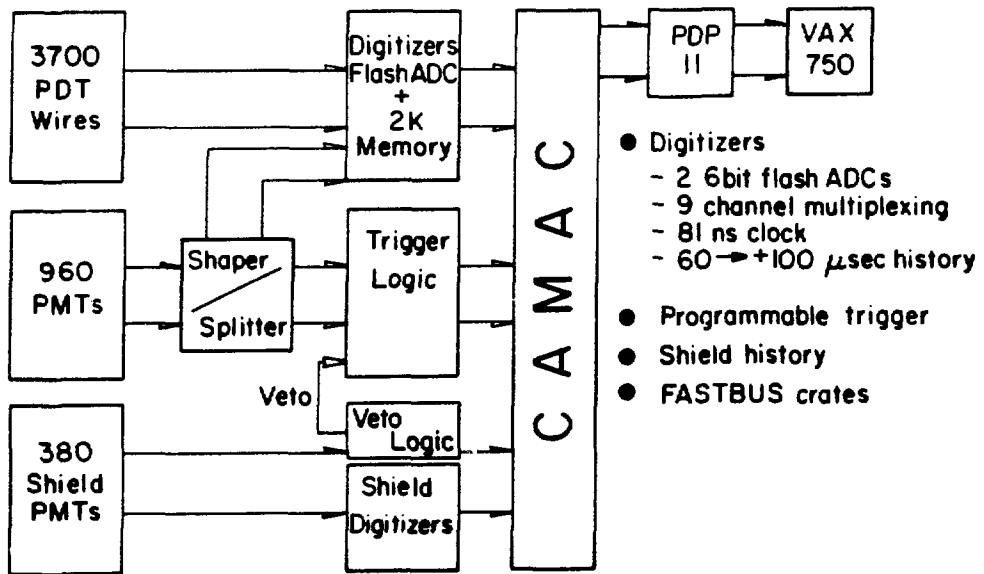 3700
PDT
Wires
960
PMTs
380
Shield
PMTs
Shaper
Splitter
Veto
Digitizers
Flash ADC
+
2K
Memory
Trigger
Logic
Veto
Logic
Shield
Digitizers
CAMAC
PDP
11
VAX
750
● Digitizers
- 2 6bit flash ADCs
- 9 channel multiplexing
- 81 ns clock
- 60 → +100 μsec history
● Programmable trigger
● Shield history
● FASTBUS crates